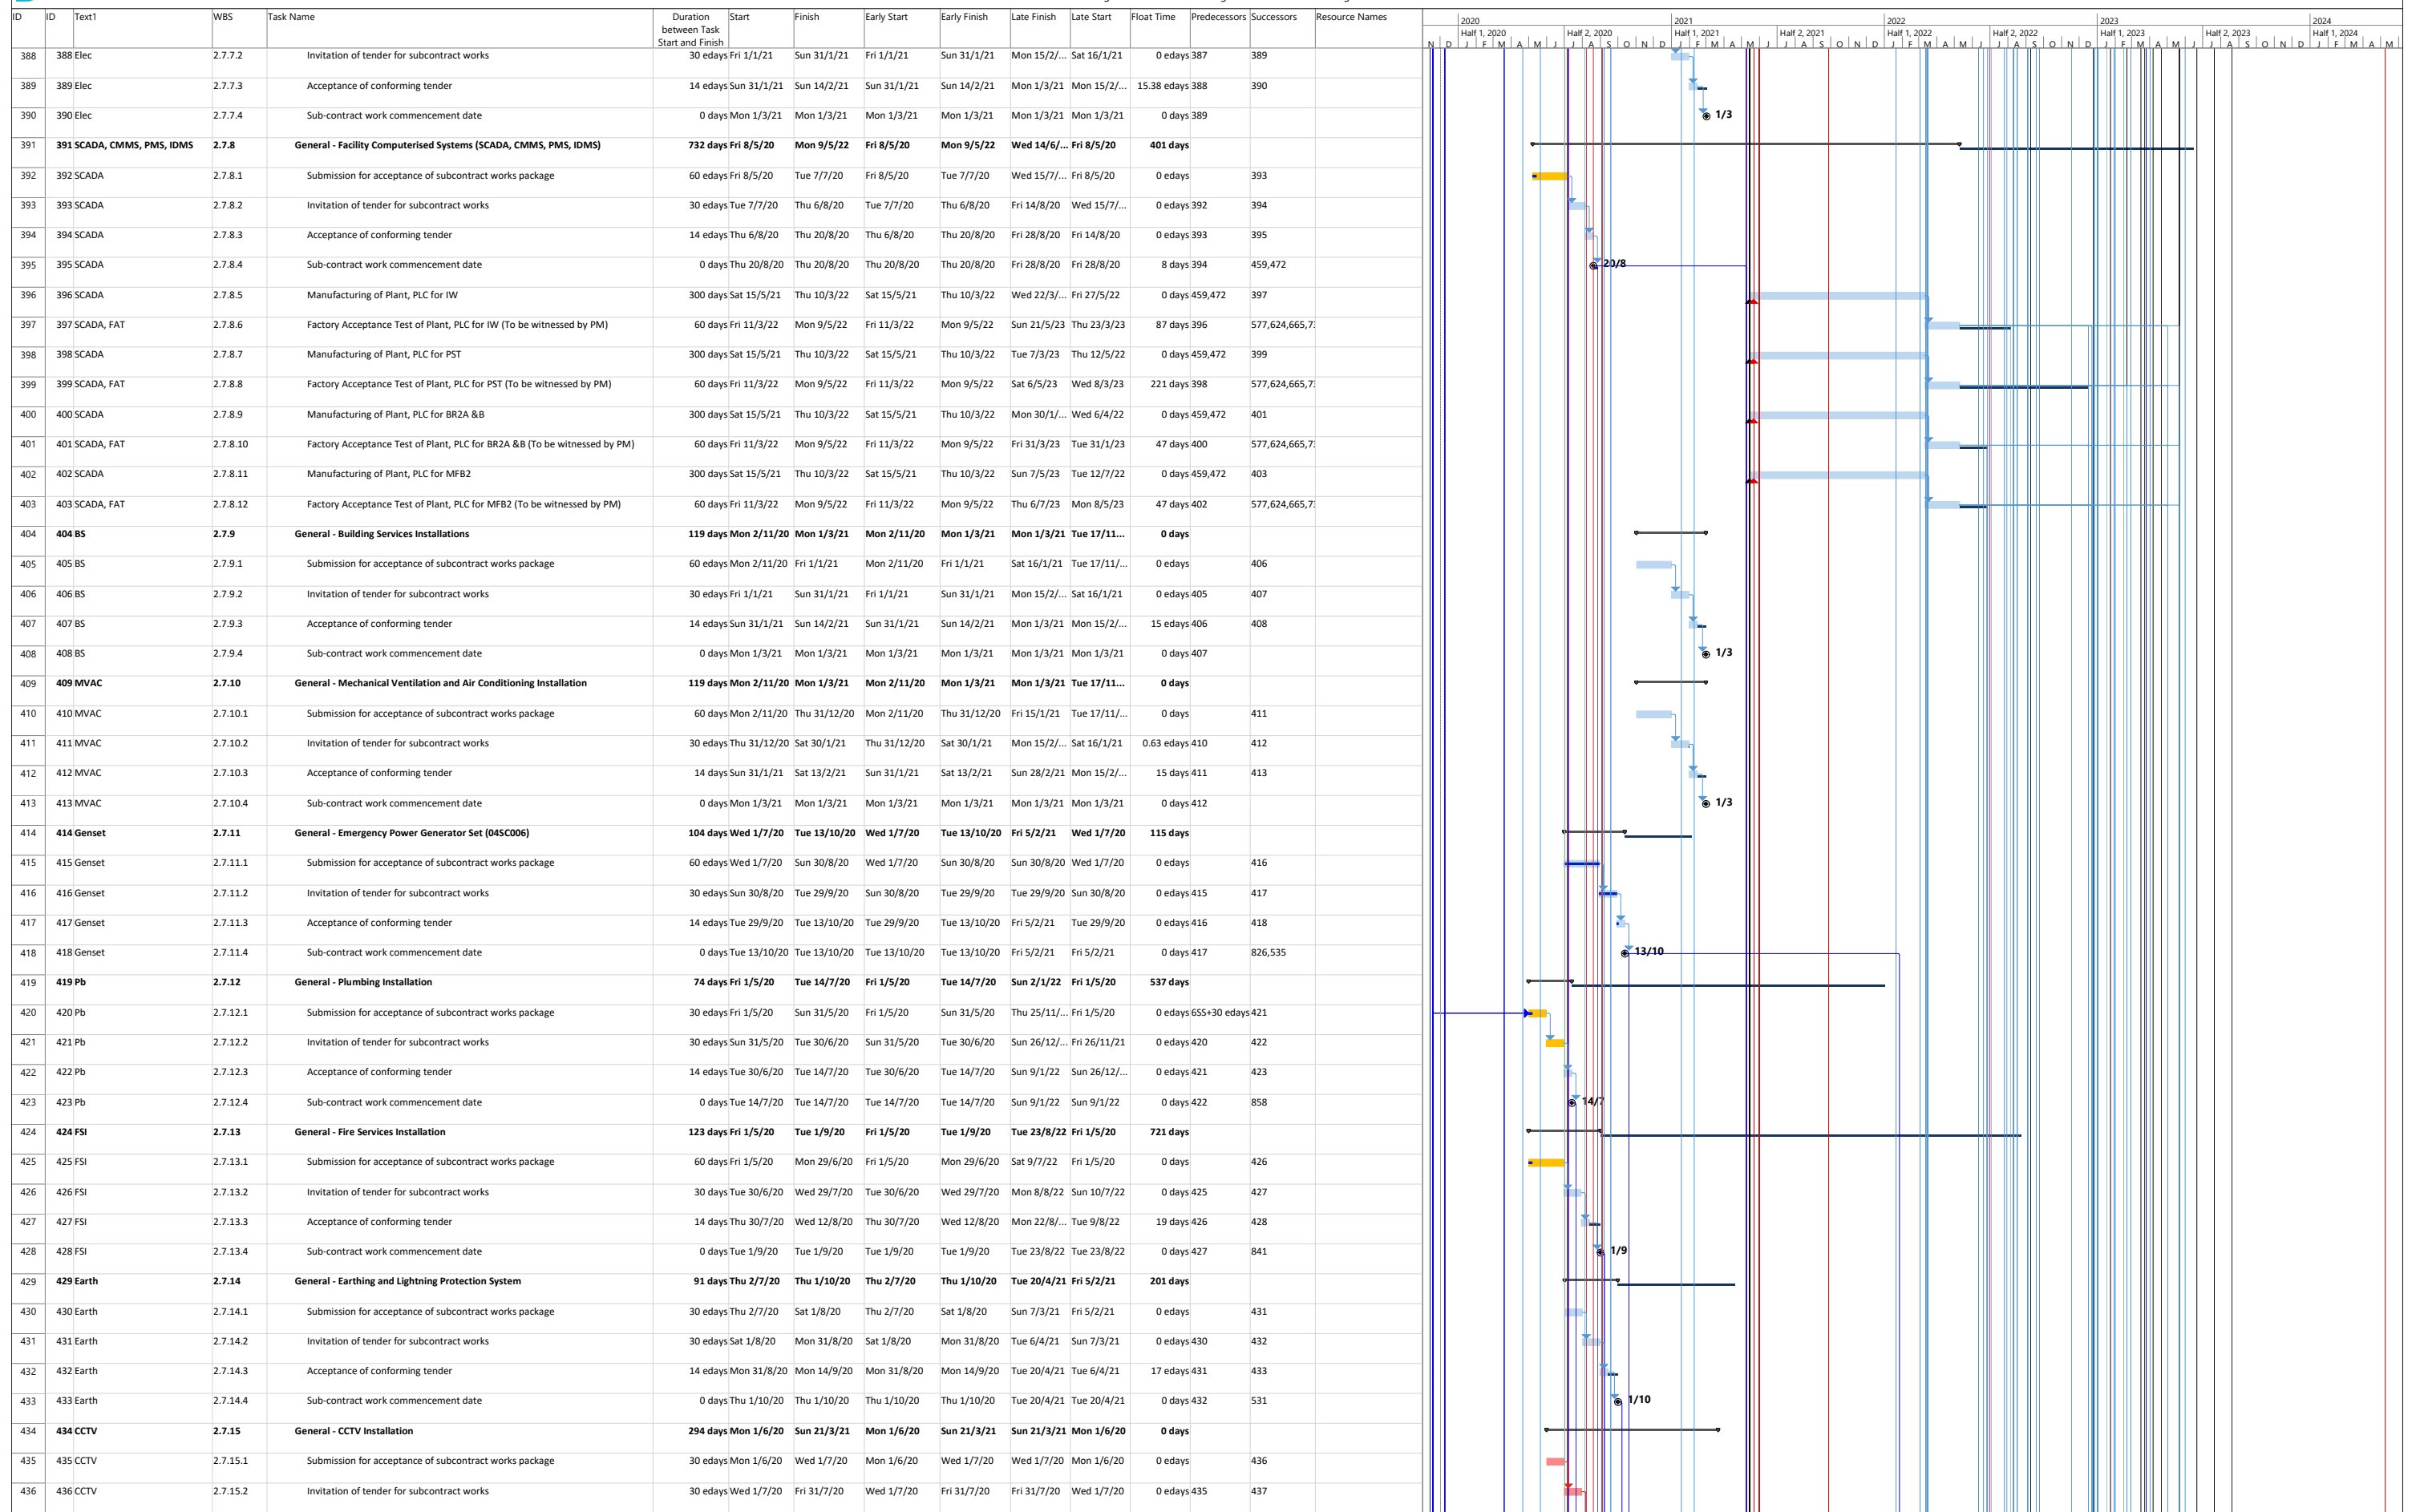 ID ID Text1 WBS Task Name Duration between Task Start and Finish Start Finish Early Start Early Finish Late Finish Late Start Float Time Predecessors Successors Resource Names
2020 2021 2022 2023 2024
Half 1, 2020 Half 2, 2020 Half 1, 2021 Half 2, 2021 Half 1, 2022 Half 2, 2022 Half 1, 2023 Half 2, 2023 Half 1, 2024
N D J F M A M J J A S O N D J F M A M J J A S O N D J F M A M J J A S O N D J F M A M J J A S O N D J F M A M
388 388 Elec 2.7.7.2 Invitation of tender for subcontract works 30 edays Fri 1/1/21 Sun 31/1/21 Fri 1/1/21 Sun 31/1/21 Mon 15/2/... Sat 16/1/21 0 edays 387 389
389 389 Elec 2.7.7.3 Acceptance of conforming tender 14 edays Sun 31/1/21 Sun 14/2/21 Sun 31/1/21 Sun 14/2/21 Mon 1/3/21 Mon 15/2/... 15.38 edays 388 390
390 390 Elec 2.7.7.4 Sub-contract work commencement date 0 days Mon 1/3/21 Mon 1/3/21 Mon 1/3/21 Mon 1/3/21 Mon 1/3/21 Mon 1/3/21 0 days 389 1/3
391 391 SCADA, CMMS, PMS, IDMS 2.7.8 General - Facility Computerised Systems (SCADA, CMMS, PMS, IDMS) 732 days Fri 8/5/20 Mon 9/5/22 Fri 8/5/20 Mon 9/5/22 Wed 14/6/... Fri 8/5/20 401 days
392 392 SCADA 2.7.8.1 Submission for acceptance of subcontract works package 60 edays Fri 8/5/20 Tue 7/7/20 Fri 8/5/20 Tue 7/7/20 Wed 15/7/... Fri 8/5/20 0 edays 393
393 393 SCADA 2.7.8.2 Invitation of tender for subcontract works 30 edays Tue 7/7/20 Thu 6/8/20 Tue 7/7/20 Thu 6/8/20 Fri 14/8/20 Wed 15/7/... 0 edays 392 394
394 394 SCADA 2.7.8.3 Acceptance of conforming tender 14 edays Thu 6/8/20 Thu 20/8/20 Thu 6/8/20 Thu 20/8/20 Fri 28/8/20 Fri 14/8/20 0 edays 393 395
395 395 SCADA 2.7.8.4 Sub-contract work commencement date 0 days Thu 20/8/20 Thu 20/8/20 Thu 20/8/20 Thu 20/8/20 Fri 28/8/20 Fri 28/8/20 8 days 394 459,472 20/8
396 396 SCADA 2.7.8.5 Manufacturing of Plant, PLC for IW 300 days Sat 15/5/21 Thu 10/3/22 Sat 15/5/21 Thu 10/3/22 Wed 22/3/... Fri 27/5/22 0 days 459,472 397
397 397 SCADA, FAT 2.7.8.6 Factory Acceptance Test of Plant, PLC for IW (To be witnessed by PM) 60 days Fri 11/3/22 Mon 9/5/22 Fri 11/3/22 Mon 9/5/22 Sun 21/5/23 Thu 23/3/23 87 days 396 577,624,665,7
398 398 SCADA 2.7.8.7 Manufacturing of Plant, PLC for PST 300 days Sat 15/5/21 Thu 10/3/22 Sat 15/5/21 Thu 10/3/22 Tue 7/3/23 Thu 12/5/22 0 days 459,472 399
399 399 SCADA, FAT 2.7.8.8 Factory Acceptance Test of Plant, PLC for PST (To be witnessed by PM) 60 days Fri 11/3/22 Mon 9/5/22 Fri 11/3/22 Mon 9/5/22 Sat 6/5/23 Wed 8/3/23 221 days 398 577,624,665,7
400 400 SCADA 2.7.8.9 Manufacturing of Plant, PLC for BR2A &B 300 days Sat 15/5/21 Thu 10/3/22 Sat 15/5/21 Thu 10/3/22 Mon 30/1/... Wed 6/4/22 0 days 459,472 401
401 401 SCADA, FAT 2.7.8.10 Factory Acceptance Test of Plant, PLC for BR2A &B (To be witnessed by PM) 60 days Fri 11/3/22 Mon 9/5/22 Fri 11/3/22 Mon 9/5/22 Fri 31/3/23 Tue 31/1/23 47 days 400 577,624,665,7
402 402 SCADA 2.7.8.11 Manufacturing of Plant, PLC for MFB2 300 days Sat 15/5/21 Thu 10/3/22 Sat 15/5/21 Thu 10/3/22 Sun 7/5/23 Tue 12/7/22 0 days 459,472 403
403 403 SCADA, FAT 2.7.8.12 Factory Acceptance Test of Plant, PLC for MFB2 (To be witnessed by PM) 60 days Fri 11/3/22 Mon 9/5/22 Fri 11/3/22 Mon 9/5/22 Thu 6/7/23 Mon 8/5/23 47 days 402 577,624,665,7
404 404 BS 2.7.9 General - Building Services Installations 119 days Mon 2/11/20 Mon 1/3/21 Mon 2/11/20 Mon 1/3/21 Mon 1/3/21 Tue 17/11... 0 days
405 405 BS 2.7.9.1 Submission for acceptance of subcontract works package 60 edays Mon 2/11/20 Fri 1/1/21 Mon 2/11/20 Fri 1/1/21 Sat 16/1/21 Tue 17/11/... 0 edays 406
406 406 BS 2.7.9.2 Invitation of tender for subcontract works 30 edays Fri 1/1/21 Sun 31/1/21 Fri 1/1/21 Sun 31/1/21 Mon 15/2/... Sat 16/1/21 0 edays 405 407
407 407 BS 2.7.9.3 Acceptance of conforming tender 14 edays Sun 31/1/21 Sun 14/2/21 Sun 31/1/21 Sun 14/2/21 Mon 1/3/21 Mon 15/2/... 15 edays 406 408
408 408 BS 2.7.9.4 Sub-contract work commencement date 0 days Mon 1/3/21 Mon 1/3/21 Mon 1/3/21 Mon 1/3/21 Mon 1/3/21 Mon 1/3/21 0 days 407 1/3
409 409 MVAC 2.7.10 General - Mechanical Ventilation and Air Conditioning Installation 119 days Mon 2/11/20 Mon 1/3/21 Mon 2/11/20 Mon 1/3/21 Mon 1/3/21 Tue 17/11... 0 days
410 410 MVAC 2.7.10.1 Submission for acceptance of subcontract works package 60 days Mon 2/11/20 Thu 31/12/20 Mon 2/11/20 Thu 31/12/20 Fri 15/1/21 Tue 17/11/... 0 days 411
411 411 MVAC 2.7.10.2 Invitation of tender for subcontract works 30 edays Thu 31/12/20 Sat 30/1/21 Thu 31/12/20 Sat 30/1/21 Mon 15/2/... Sat 16/1/21 0.63 edays 410 412
412 412 MVAC 2.7.10.3 Acceptance of conforming tender 14 days Sun 31/1/21 Sat 13/2/21 Sun 31/1/21 Sat 13/2/21 Sun 28/2/21 Mon 15/2/... 15 days 411 413
413 413 MVAC 2.7.10.4 Sub-contract work commencement date 0 days Mon 1/3/21 Mon 1/3/21 Mon 1/3/21 Mon 1/3/21 Mon 1/3/21 Mon 1/3/21 0 days 412 1/3
414 414 Genset 2.7.11 General - Emergency Power Generator Set (04SC006) 104 days Wed 1/7/20 Tue 13/10/20 Wed 1/7/20 Tue 13/10/20 Fri 5/2/21 Wed 1/7/20 115 days
415 415 Genset 2.7.11.1 Submission for acceptance of subcontract works package 60 edays Wed 1/7/20 Sun 30/8/20 Wed 1/7/20 Sun 30/8/20 Sun 30/8/20 Wed 1/7/20 0 edays 416
416 416 Genset 2.7.11.2 Invitation of tender for subcontract works 30 edays Sun 30/8/20 Tue 29/9/20 Sun 30/8/20 Tue 29/9/20 Tue 29/9/20 Sun 30/8/20 0 edays 415 417
417 417 Genset 2.7.11.3 Acceptance of conforming tender 14 edays Tue 29/9/20 Tue 13/10/20 Tue 29/9/20 Tue 13/10/20 Fri 5/2/21 Tue 29/9/20 0 edays 416 418
418 418 Genset 2.7.11.4 Sub-contract work commencement date 0 days Tue 13/10/20 Tue 13/10/20 Tue 13/10/20 Tue 13/10/20 Fri 5/2/21 Fri 5/2/21 0 days 417 826,535 13/10
419 419 Pb 2.7.12 General - Plumbing Installation 74 days Fri 1/5/20 Tue 14/7/20 Fri 1/5/20 Tue 14/7/20 Sun 2/1/22 Fri 1/5/20 537 days
420 420 Pb 2.7.12.1 Submission for acceptance of subcontract works package 30 edays Fri 1/5/20 Sun 31/5/20 Fri 1/5/20 Sun 31/5/20 Thu 25/11/... Fri 1/5/20 0 edays 6SS+30 edays 421
421 421 Pb 2.7.12.2 Invitation of tender for subcontract works 30 edays Sun 31/5/20 Tue 30/6/20 Sun 31/5/20 Tue 30/6/20 Sun 26/12/... Fri 26/11/21 0 edays 420 422
422 422 Pb 2.7.12.3 Acceptance of conforming tender 14 edays Tue 30/6/20 Tue 14/7/20 Tue 30/6/20 Tue 14/7/20 Sun 9/1/22 Sun 26/12/... 0 edays 421 423
423 423 Pb 2.7.12.4 Sub-contract work commencement date 0 days Tue 14/7/20 Tue 14/7/20 Tue 14/7/20 Tue 14/7/20 Sun 9/1/22 Sun 9/1/22 0 days 422 858 14/7
424 424 FSI 2.7.13 General - Fire Services Installation 123 days Fri 1/5/20 Tue 1/9/20 Fri 1/5/20 Tue 1/9/20 Tue 23/8/22 Fri 1/5/20 721 days
425 425 FSI 2.7.13.1 Submission for acceptance of subcontract works package 60 days Fri 1/5/20 Mon 29/6/20 Fri 1/5/20 Mon 29/6/20 Sat 9/7/22 Fri 1/5/20 0 days 426
426 426 FSI 2.7.13.2 Invitation of tender for subcontract works 30 days Tue 30/6/20 Wed 29/7/20 Tue 30/6/20 Wed 29/7/20 Mon 8/8/22 Sun 10/7/22 0 days 425 427
427 427 FSI 2.7.13.3 Acceptance of conforming tender 14 days Thu 30/7/20 Wed 12/8/20 Thu 30/7/20 Wed 12/8/20 Mon 22/8/... Tue 9/8/22 19 days 426 428
428 428 FSI 2.7.13.4 Sub-contract work commencement date 0 days Tue 1/9/20 Tue 1/9/20 Tue 1/9/20 Tue 1/9/20 Tue 23/8/22 Tue 23/8/22 0 days 427 841 1/9
429 429 Earth 2.7.14 General - Earthing and Lightning Protection System 91 days Thu 2/7/20 Thu 1/10/20 Thu 2/7/20 Thu 1/10/20 Tue 20/4/21 Fri 5/2/21 201 days
430 430 Earth 2.7.14.1 Submission for acceptance of subcontract works package 30 edays Thu 2/7/20 Sat 1/8/20 Thu 2/7/20 Sat 1/8/20 Sun 7/3/21 Fri 5/2/21 0 edays 431
431 431 Earth 2.7.14.2 Invitation of tender for subcontract works 30 edays Sat 1/8/20 Mon 31/8/20 Sat 1/8/20 Mon 31/8/20 Tue 6/4/21 Sun 7/3/21 0 edays 430 432
432 432 Earth 2.7.14.3 Acceptance of conforming tender 14 edays Mon 31/8/20 Mon 14/9/20 Mon 31/8/20 Mon 14/9/20 Tue 20/4/21 Tue 6/4/21 17 edays 431 433
433 433 Earth 2.7.14.4 Sub-contract work commencement date 0 days Thu 1/10/20 Thu 1/10/20 Thu 1/10/20 Thu 1/10/20 Tue 20/4/21 Tue 20/4/21 0 days 432 531 1/10
434 434 CCTV 2.7.15 General - CCTV Installation 294 days Mon 1/6/20 Sun 21/3/21 Mon 1/6/20 Sun 21/3/21 Sun 21/3/21 Mon 1/6/20 0 days
435 435 CCTV 2.7.15.1 Submission for acceptance of subcontract works package 30 edays Mon 1/6/20 Wed 1/7/20 Mon 1/6/20 Wed 1/7/20 Wed 1/7/20 Mon 1/6/20 0 edays 436
436 436 CCTV 2.7.15.2 Invitation of tender for subcontract works 30 edays Wed 1/7/20 Fri 31/7/20 Wed 1/7/20 Fri 31/7/20 Fri 31/7/20 Wed 1/7/20 0 edays 435 437